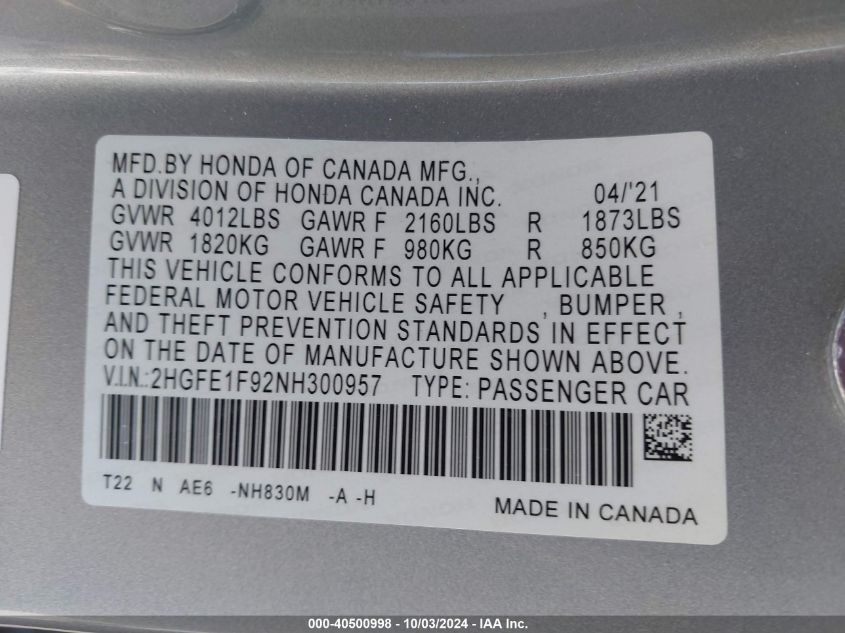 MFD.BY HONDA OF CANADA MFG.,
A DIVISION OF HONDA CANADA INC. 04/'21
GVWR 4012LBS GAWR F 2160LBS R 1873LBS
GVWR 1820KG GAWR F 980KG R 850KG
THIS VEHICLE CONFORMS TO ALL APPLICABLE
FEDERAL MOTOR VEHICLE SAFETY , BUMPER ,
AND THEFT PREVENTION STANDARDS IN EFFECT
ON THE DATE OF MANUFACTURE SHOWN ABOVE.
V.I.N.:2HGFE1F92NH300957 TYPE: PASSENGER CAR
T22 N AE6 -NH830M -A -H
MADE IN CANADA
000-40500998 - 10/03/2024 - IAA Inc.